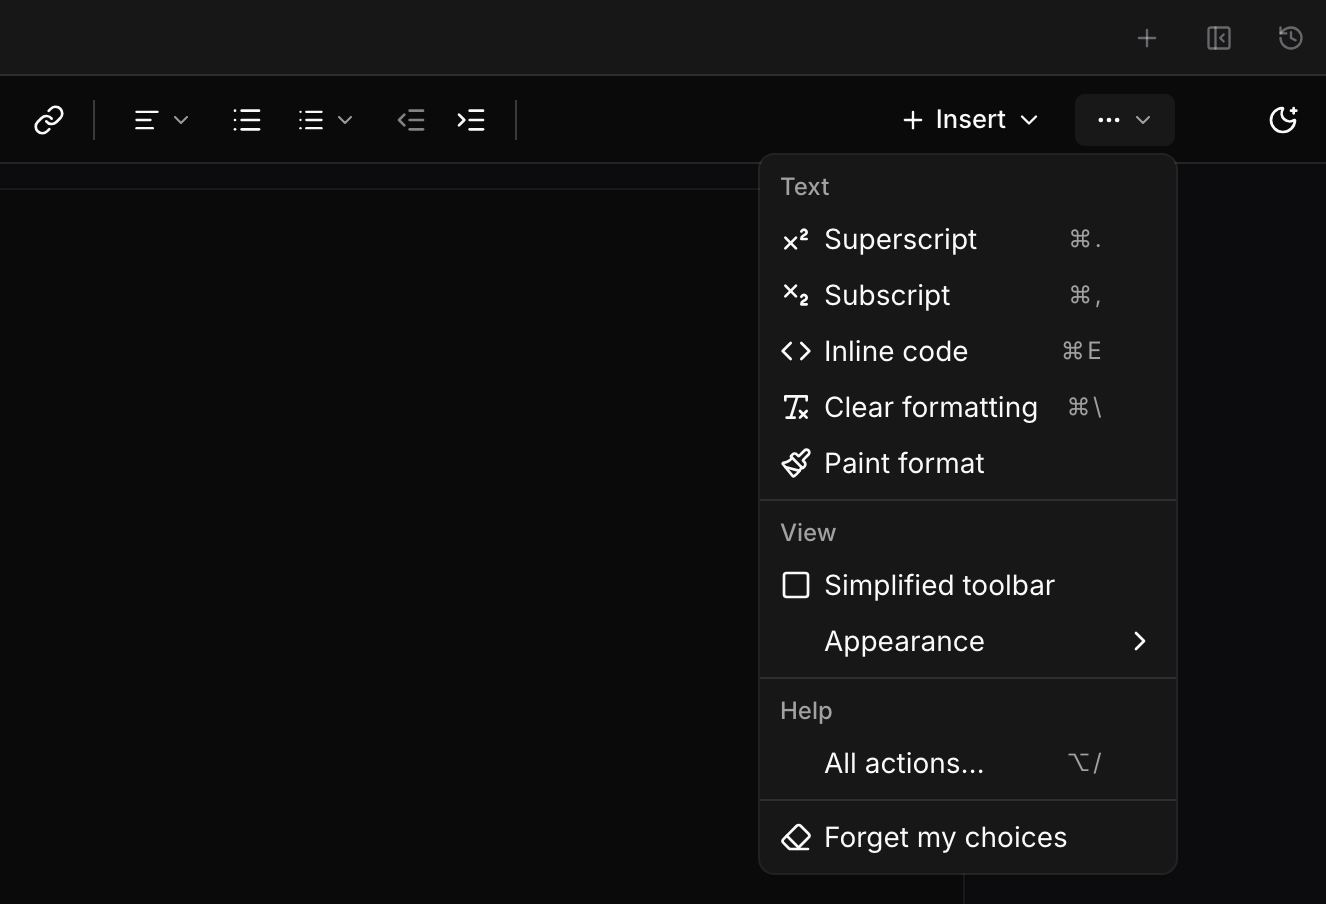 Insert
Text
Superscript ⌘.
Subscript ⌘,
Inline code ⌘E
Clear formatting ⌘\
Paint format
View
Simplified toolbar
Appearance
Help
All actions... ⌥/
Forget my choices